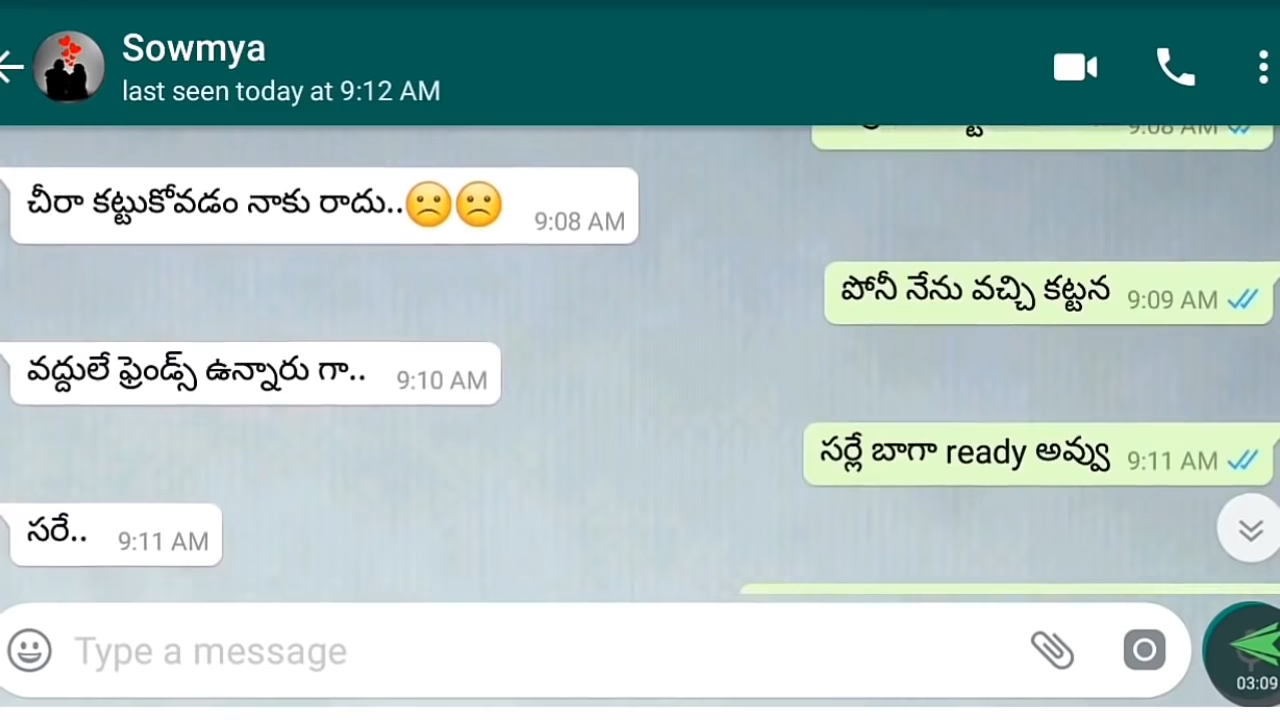 Sowmya
last seen today at 9:12 AM
9:08 AM
చీరా కట్టుకోవడం నాకు రాదు..☹️☹️ 9:08 AM
పోనీ నేను వచ్చి కట్టన 9:09 AM
వద్దులే ఫ్రెండ్స్ ఉన్నారు గా.. 9:10 AM
సర్లే బాగా ready అవ్వు 9:11 AM
సరే.. 9:11 AM
Type a message
03:09